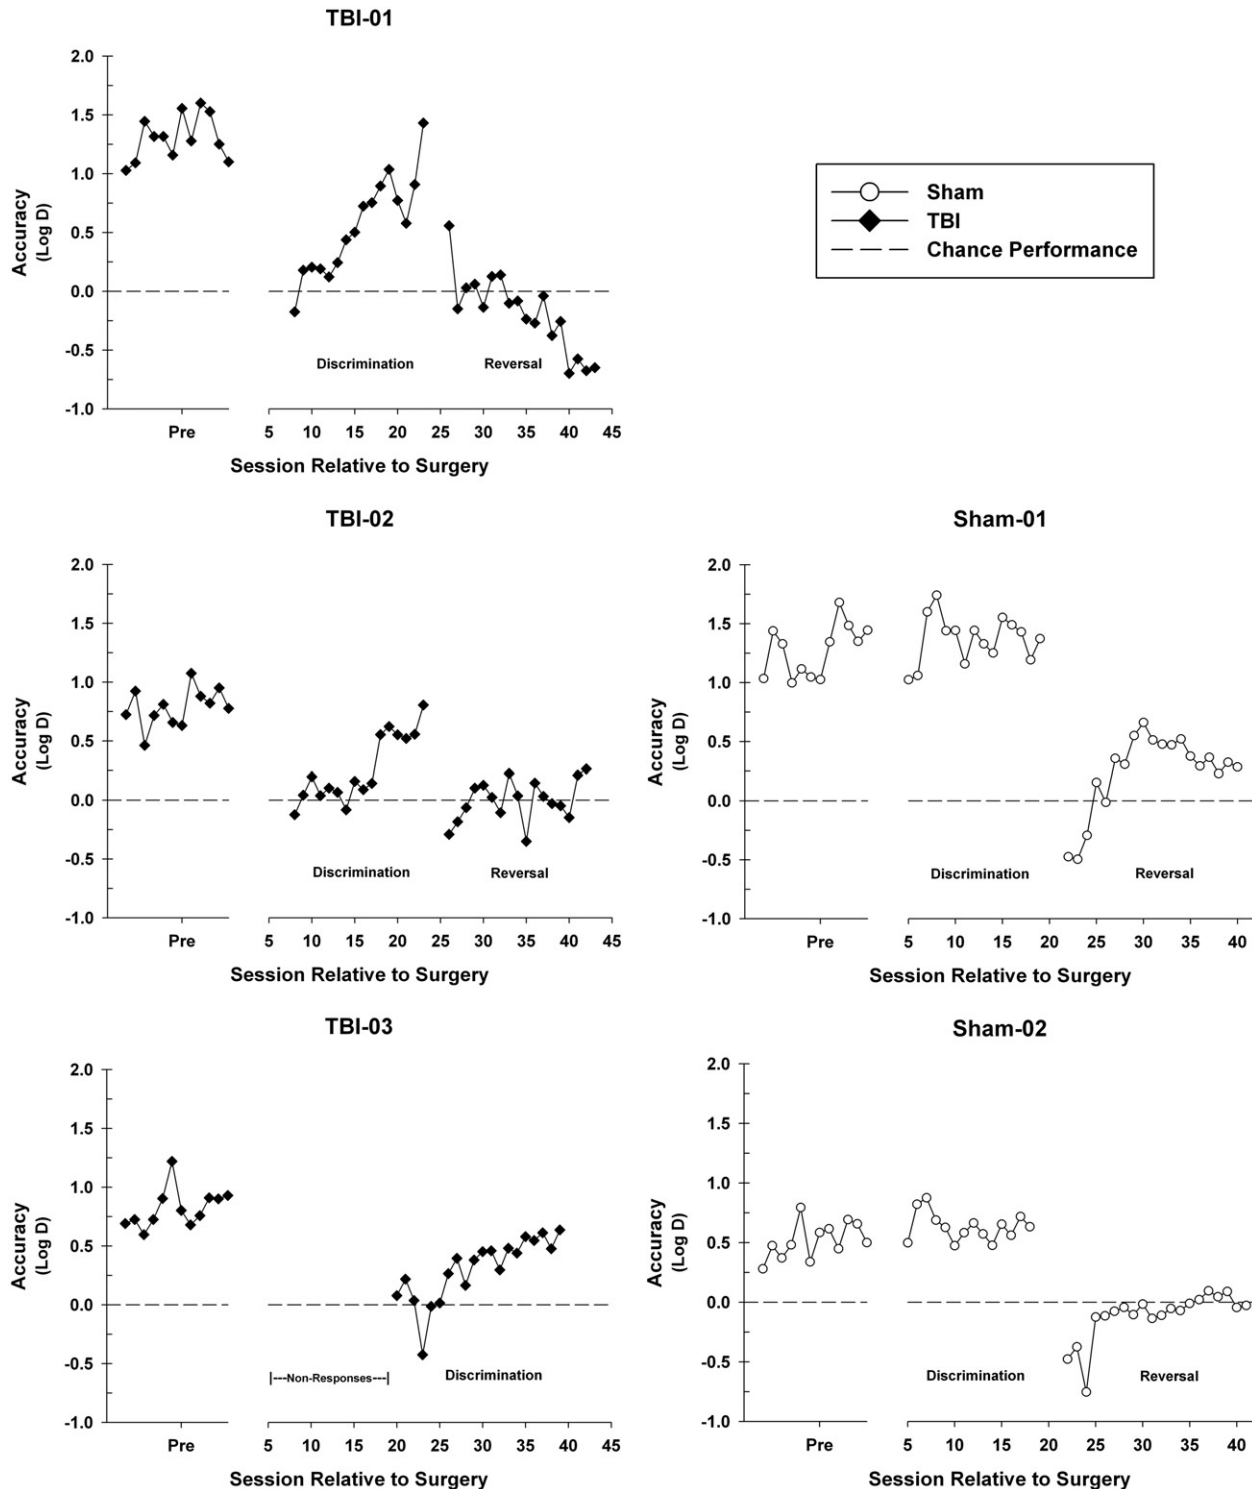 TBI-01
2.0
1.5
1.0
0.5
0.0
-0.5
-1.0
Accuracy
(Log D)
Discrimination Reversal
Pre 5 10 15 20 25 30 35 40 45
Session Relative to Surgery
Sham
TBI
Chance Performance
TBI-02
2.0
1.5
1.0
0.5
0.0
-0.5
-1.0
Accuracy
(Log D)
Discrimination Reversal
Pre 5 10 15 20 25 30 35 40 45
Session Relative to Surgery
Sham-01
2.0
1.5
1.0
0.5
0.0
-0.5
-1.0
Accuracy
(Log D)
Discrimination Reversal
Pre 5 10 15 20 25 30 35 40
Session Relative to Surgery
TBI-03
2.0
1.5
1.0
0.5
0.0
-0.5
-1.0
Accuracy
(Log D)
|---Non-Responses---| Discrimination
Pre 5 10 15 20 25 30 35 40 45
Session Relative to Surgery
Sham-02
2.0
1.5
1.0
0.5
0.0
-0.5
-1.0
Accuracy
(Log D)
Discrimination Reversal
Pre 5 10 15 20 25 30 35 40
Session Relative to Surgery